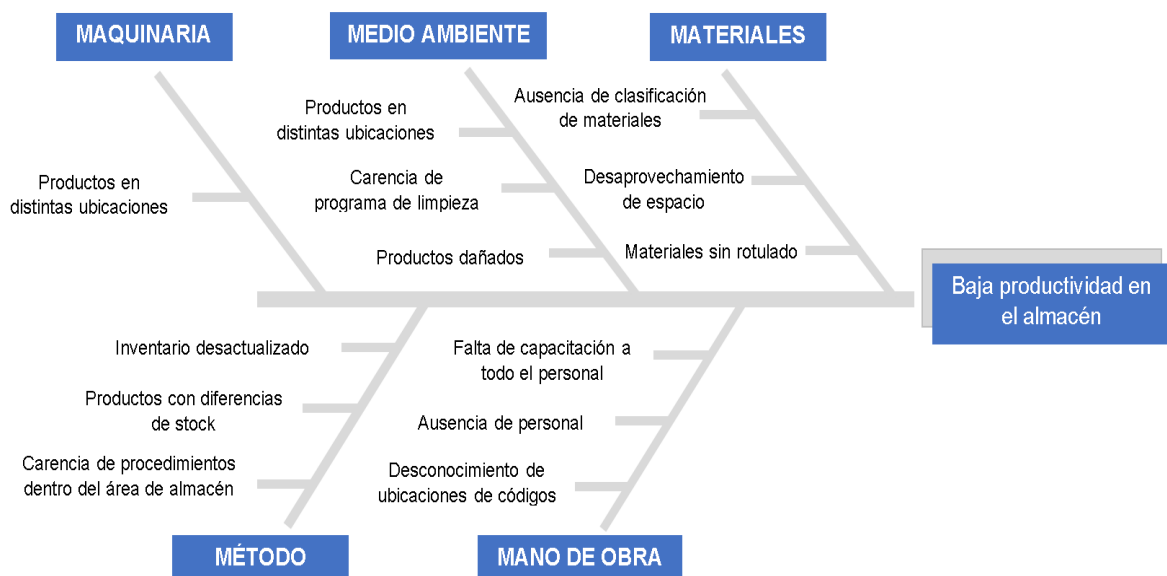 MAQUINARIA
MEDIO AMBIENTE
MATERIALES
Productos en
distintas ubicaciones
Productos en
distintas ubicaciones
Carencia de
programa de limpieza
Productos dañados
Ausencia de clasificación
de materiales
Desaprovechamiento
de espacio
Materiales sin rotulado
Baja productividad en
el almacén
Inventario desactualizado
Productos con diferencias
de stock
Carencia de procedimientos
dentro del área de almacén
Falta de capacitación a
todo el personal
Ausencia de personal
Desconocimiento de
ubicaciones de códigos
MÉTODO
MANO DE OBRA